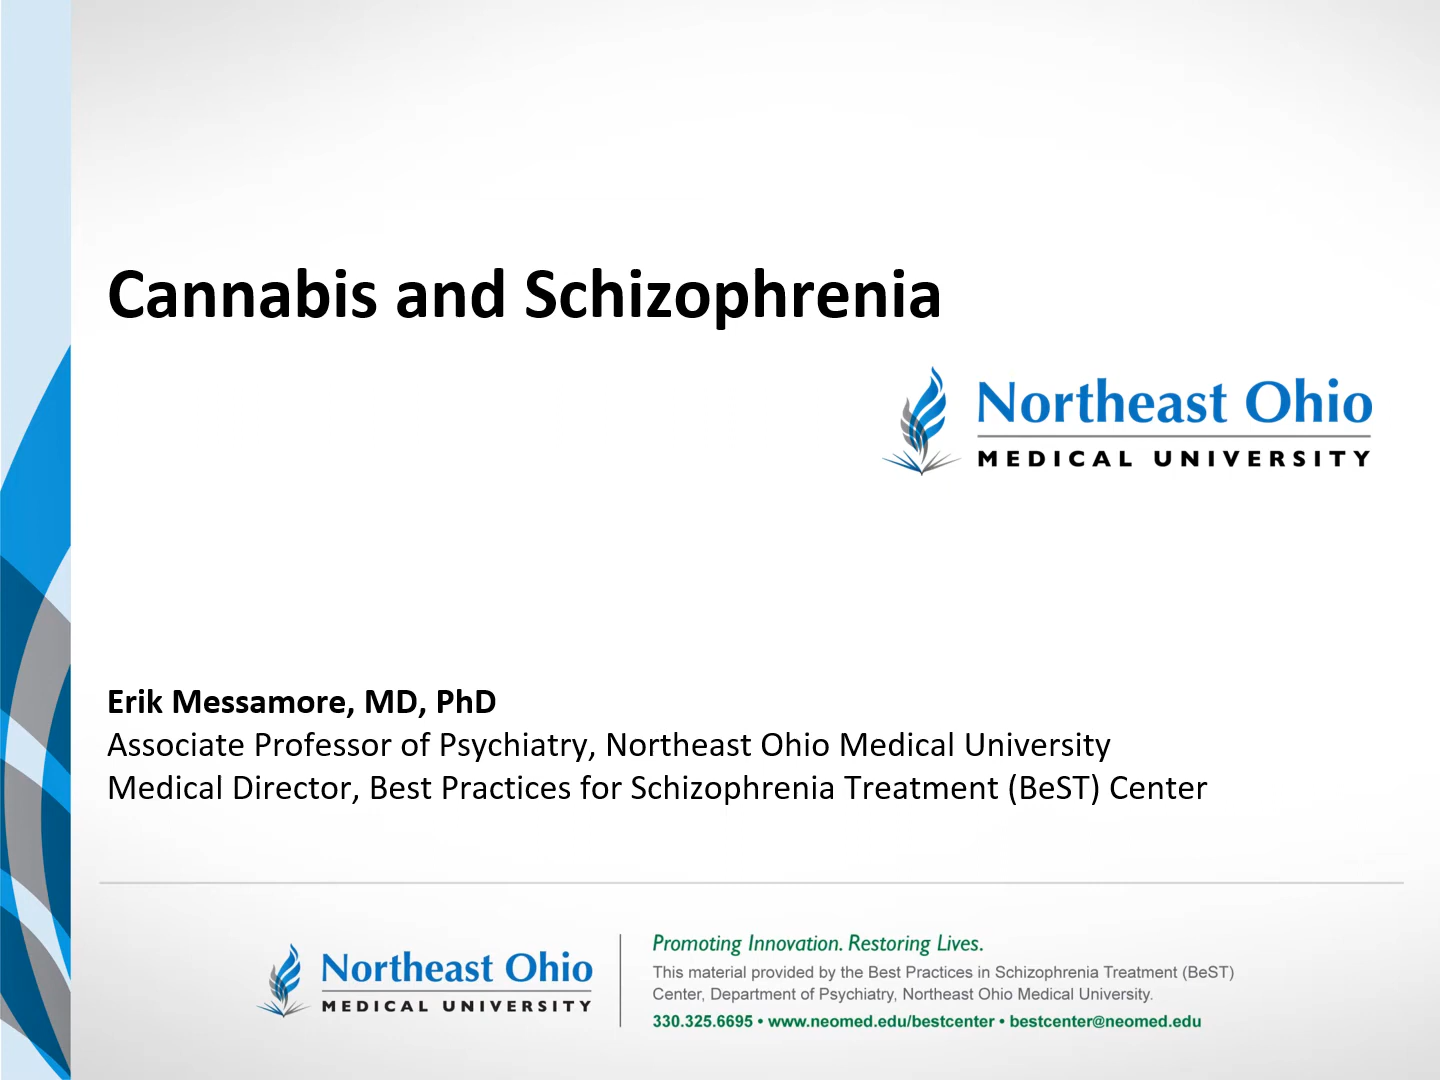 Cannabis and Schizophrenia
Northeast Ohio
MEDICAL UNIVERSITY
Erik Messamore, MD, PhD
Associate Professor of Psychiatry, Northeast Ohio Medical University
Medical Director, Best Practices for Schizophrenia Treatment (BeST) Center
Northeast Ohio
MEDICAL UNIVERSITY
Promoting Innovation. Restoring Lives.
This material provided by the Best Practices in Schizophrenia Treatment (BeST)
Center, Department of Psychiatry, Northeast Ohio Medical University.
330.325.6695 • www.neomed.edu/bestcenter • bestcenter@neomed.edu